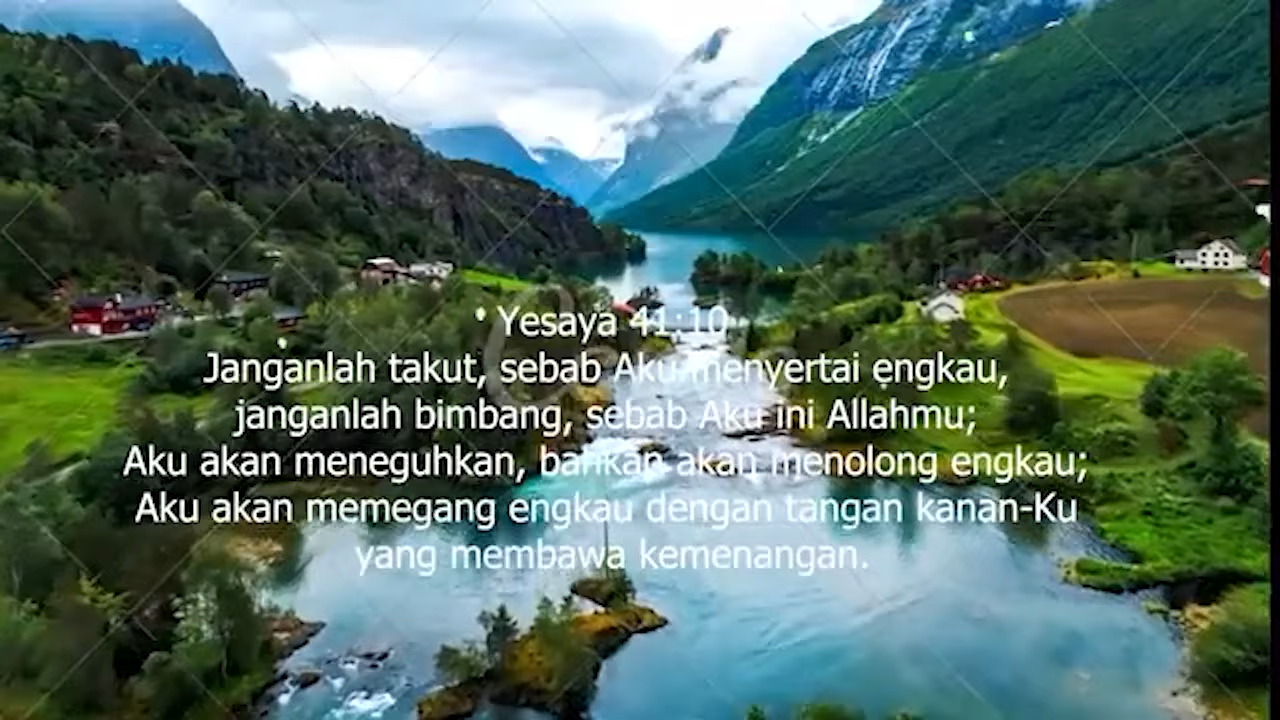 Yesaya 41:10
Janganlah takut, sebab Aku menyertai engkau,
janganlah bimbang, sebab Aku ini Allahmu;
Aku akan meneguhkan, bahkan akan menolong engkau;
Aku akan memegang engkau dengan tangan kanan-Ku
yang membawa kemenangan.